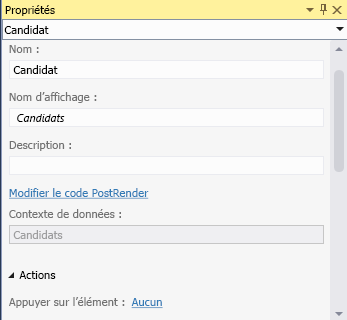 Propriétés
Candidat
Nom :
Candidat
Nom d'affichage :
Candidats
Description :
Modifier le code PostRender
Contexte de données :
Candidats
Actions
Appuyer sur l'élément : Aucun